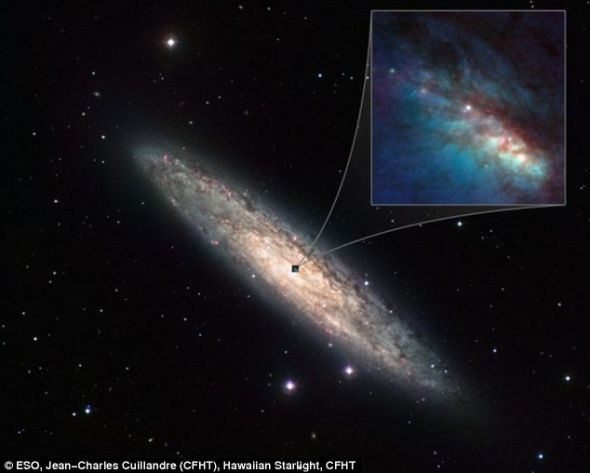 © ESO, Jean–Charles Cuillandre (CFHT), Hawaiian Starlight, CFHT